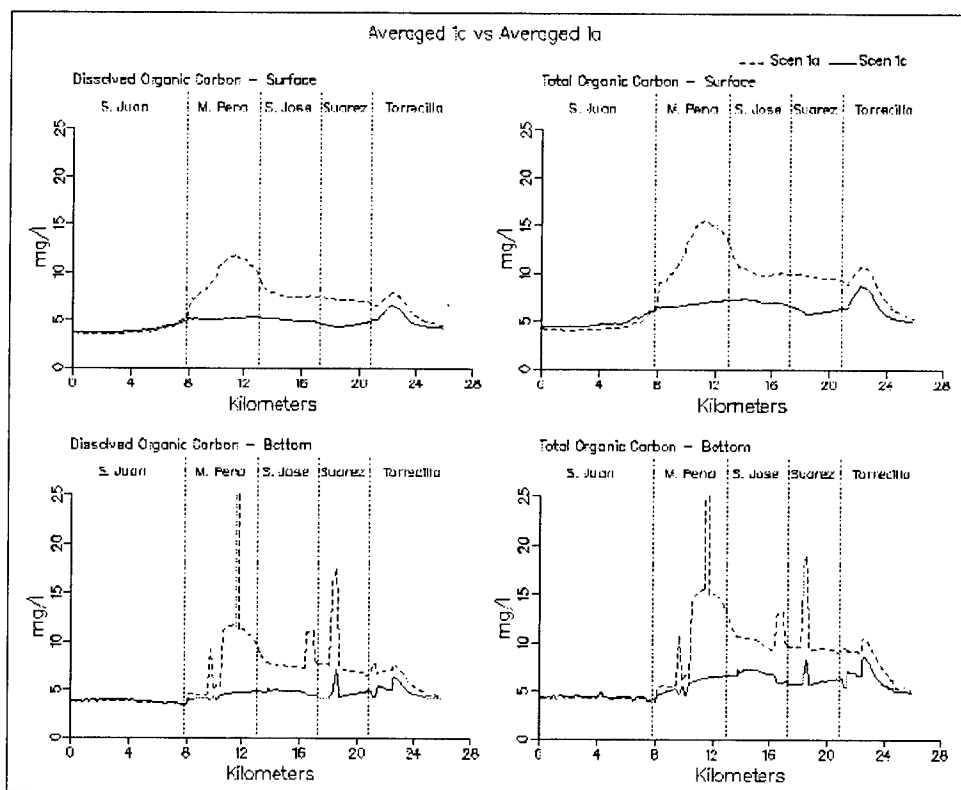 Averaged 1c vs Averaged 1a
Scen 1a Scen 1c
Dissolved Organic Carbon – Surface
S. Juan M. Pena S. Jose Suarez Torrecilla
25
20
15
10
5
0
mg/l
0 4 8 12 16 20 24 28
Kilometers
Total Organic Carbon – Surface
S. Juan M. Pena S. Jose Suarez Torrecilla
25
20
15
10
5
0
mg/l
0 4 8 12 16 20 24 28
Kilometers
Dissolved Organic Carbon – Bottom
S. Juan M. Pena S. Jose Suarez Torrecilla
25
20
15
10
5
0
mg/l
0 4 8 12 16 20 24 28
Kilometers
Total Organic Carbon – Bottom
S. Juan M. Pena S. Jose Suarez Torrecilla
25
20
15
10
5
0
mg/l
0 4 8 12 16 20 24 28
Kilometers